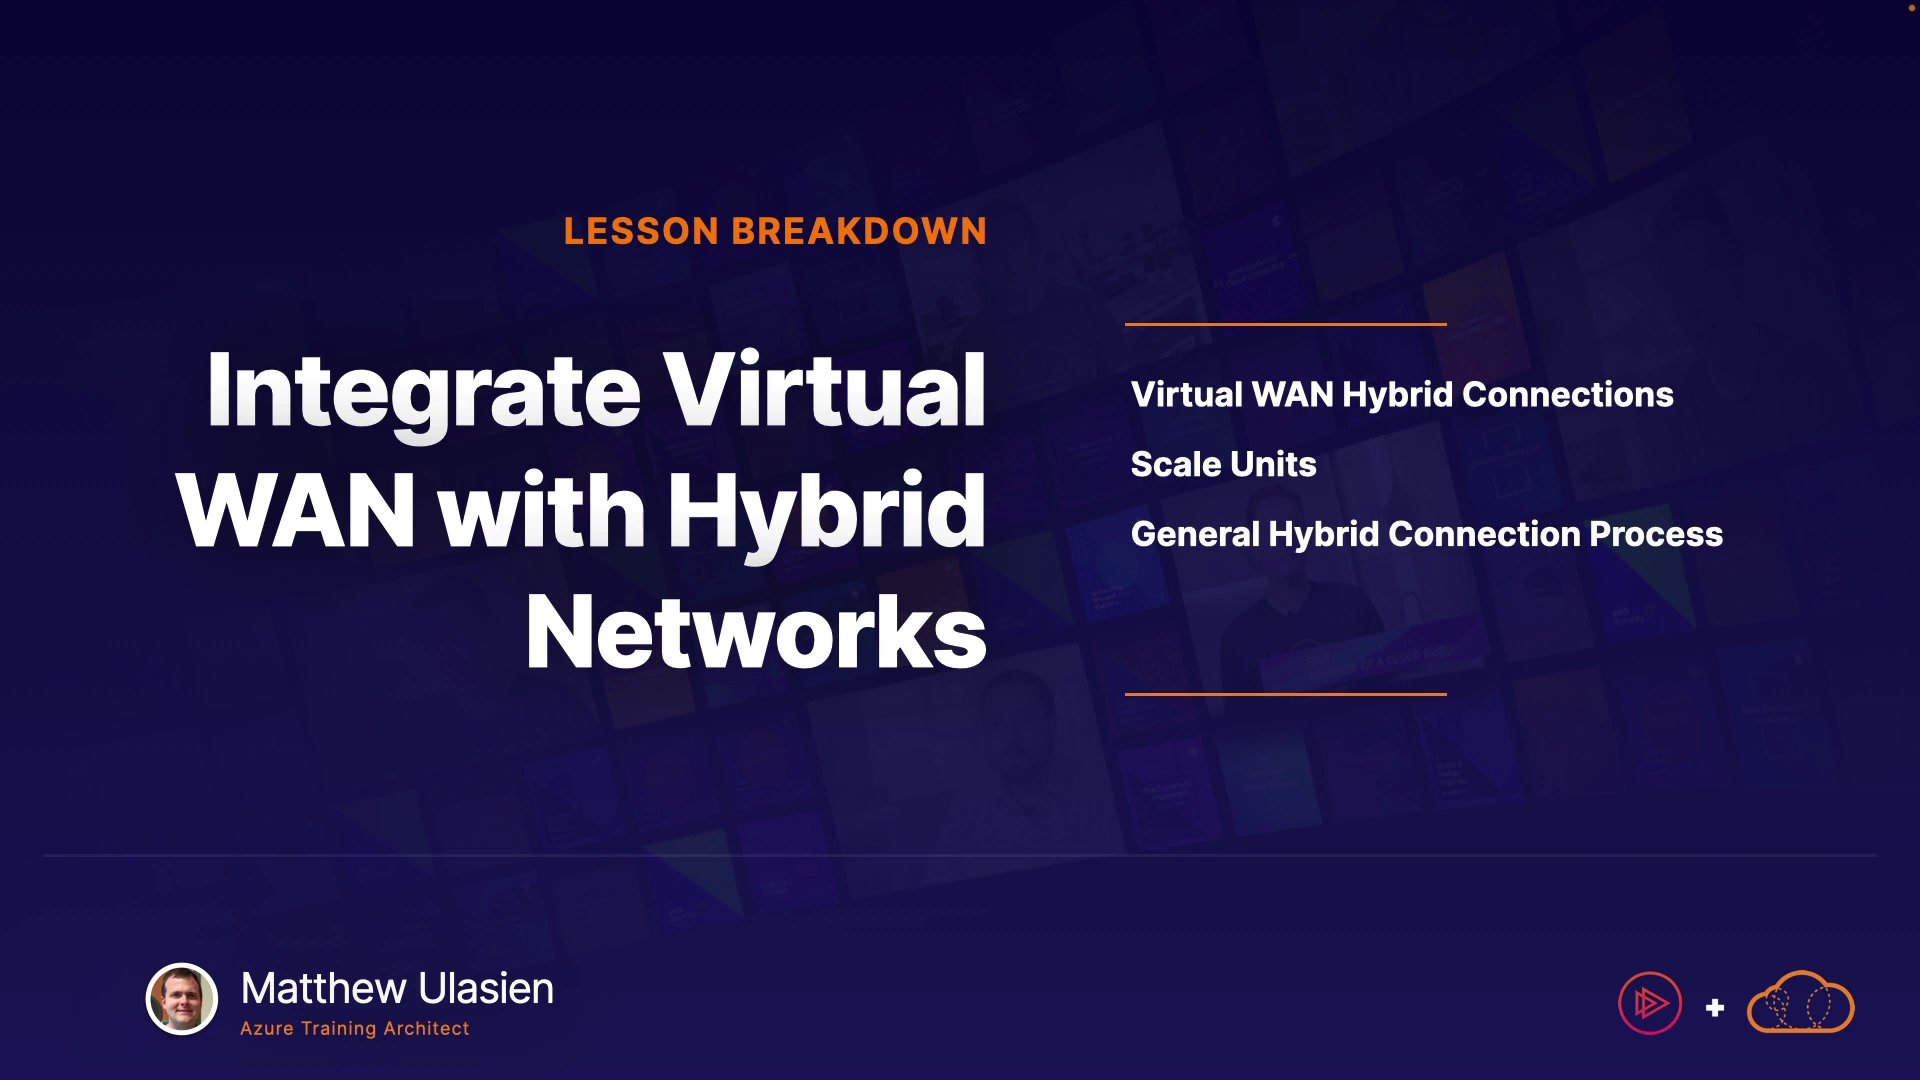 LESSON BREAKDOWN
Integrate Virtual
WAN with Hybrid
Networks
Virtual WAN Hybrid Connections
Scale Units
General Hybrid Connection Process
Matthew Ulasien
Azure Training Architect
+